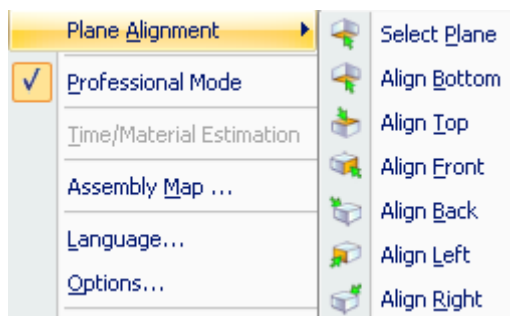 Plane Alignment
Professional Mode
Time/Material Estimation
Assembly Map ...
Language...
Options...
Select Plane
Align Bottom
Align Top
Align Front
Align Back
Align Left
Align Right